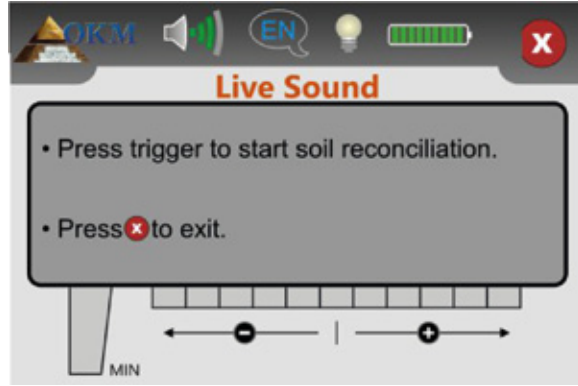 OKM EN X
Live Sound
• Press trigger to start soil reconciliation.
• Press X to exit.
MIN